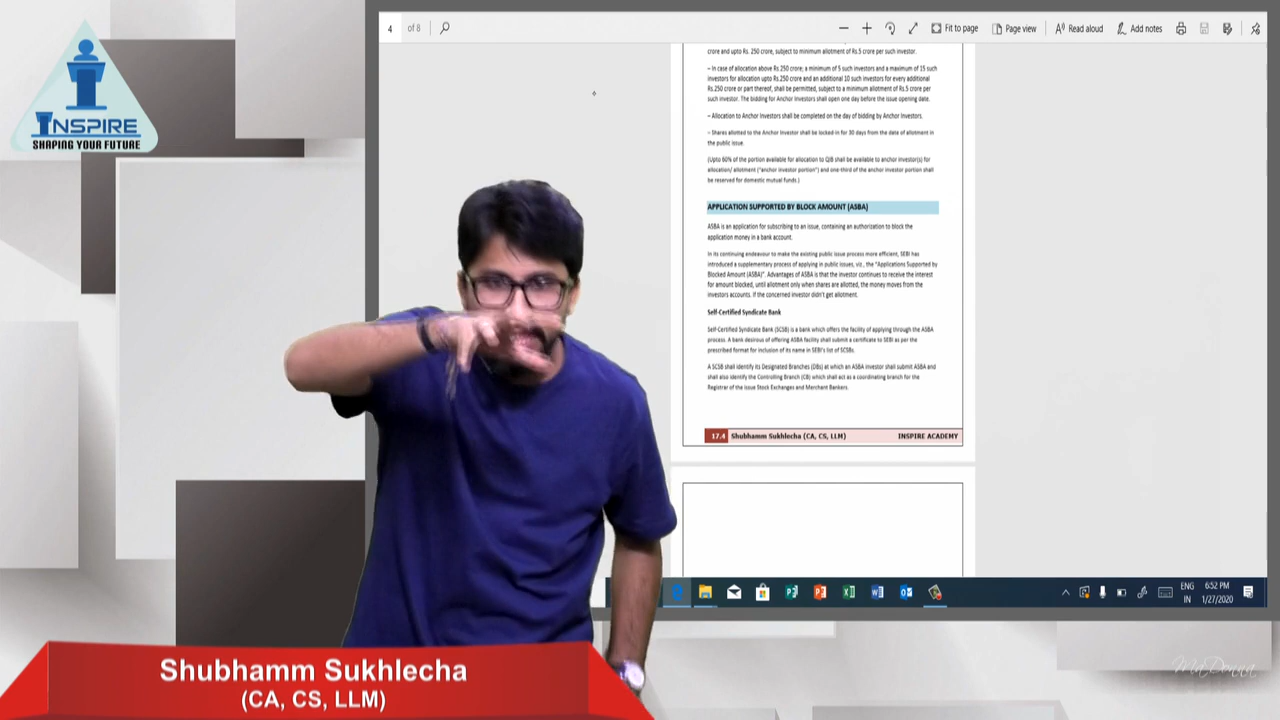 INSPIRE
SHAPING YOUR FUTURE
4 of 8
Fit to page
Page view
Read aloud
Add notes
crore and upto Rs. 250 crore, subject to minimum allotment of Rs.5 crore per such investor.
– In case of allocation above Rs.250 crore; a minimum of 5 such investors and a maximum of 15 such
investors for allocation upto Rs.250 crore and an additional 10 such investors for every additional
Rs.250 crore or part thereof, shall be permitted, subject to a minimum allotment of Rs.5 crore per
such investor. The bidding for Anchor Investors shall open one day before the issue opening date.
– Allocation to Anchor Investors shall be completed on the day of bidding by Anchor Investors.
– Shares allotted to the Anchor Investor shall be locked-in for 30 days from the date of allotment in
the public issue.
(Upto 60% of the portion available for allocation to QIB shall be available to anchor investor(s) for
allocation/ allotment ("anchor investor portion") and one-third of the anchor investor portion shall
be reserved for domestic mutual funds.)
APPLICATION SUPPORTED BY BLOCK AMOUNT (ASBA)
ASBA is an application for subscribing to an issue, containing an authorization to block the
application money in a bank account.
In its continuing endeavour to make the existing public issue process more efficient, SEBI has
introduced a supplementary process of applying in public issues, viz., the "Applications Supported by
Blocked Amount (ASBA)". Advantages of ASBA is that the investor continues to receive the interest
for amount blocked, until allotment only when shares are allotted, the money moves from the
investors accounts. If the concerned investor didn't get allotment.
Self-Certified Syndicate Bank
Self-Certified Syndicate Bank (SCSB) is a bank which offers the facility of applying through the ASBA
process. A bank desirous of offering ASBA facility shall submit a certificate to SEBI as per the
prescribed format for inclusion of its name in SEBI's list of SCSBs.
A SCSB shall identify its Designated Branches (DBs) at which an ASBA investor shall submit ASBA and
shall also identify the Controlling Branch (CB) which shall act as a coordinating branch for the
Registrar of the Issue Stock Exchanges and Merchant Bankers.
17.4 Shubhamm Sukhlecha (CA, CS, LLM) INSPIRE ACADEMY
ENG
IN
6:52 PM
1/27/2020
Shubhamm Sukhlecha
(CA, CS, LLM)